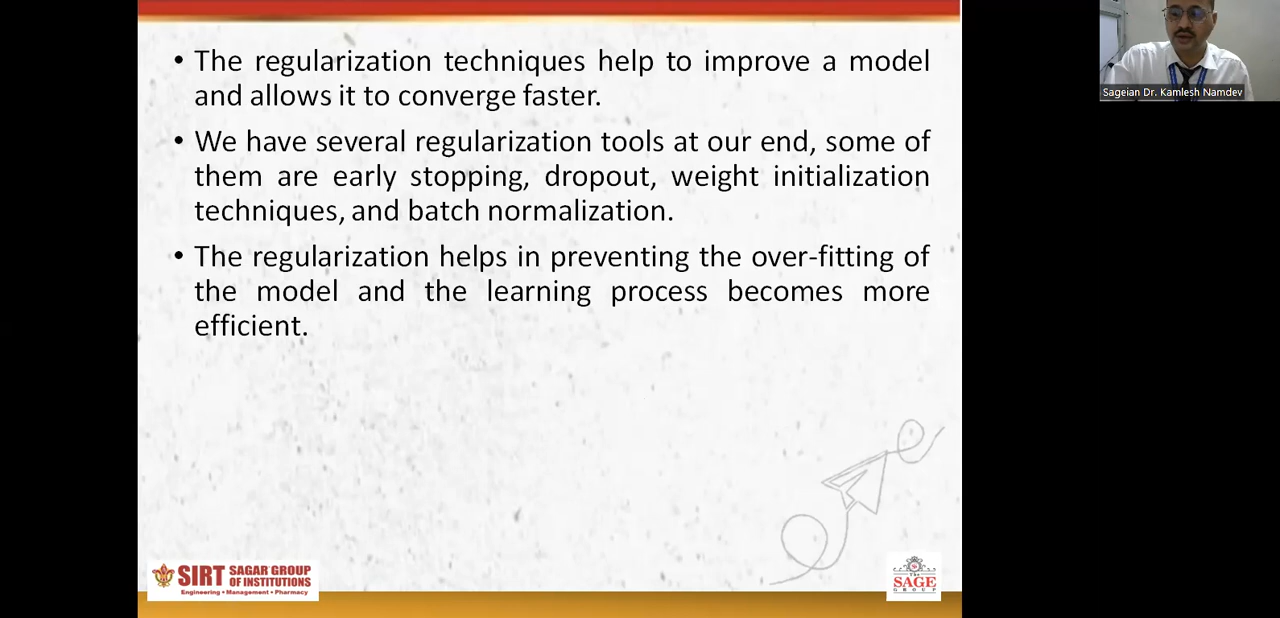 • The regularization techniques help to improve a model
and allows it to converge faster.
• We have several regularization tools at our end, some of
them are early stopping, dropout, weight initialization
techniques, and batch normalization.
• The regularization helps in preventing the over-fitting of
the model and the learning process becomes more
efficient.
Sageian Dr. Kamlesh Namdev
SIRT SAGAR GROUP
OF INSTITUTIONS
Engineering • Management • Pharmacy
The
SAGE
GROUP